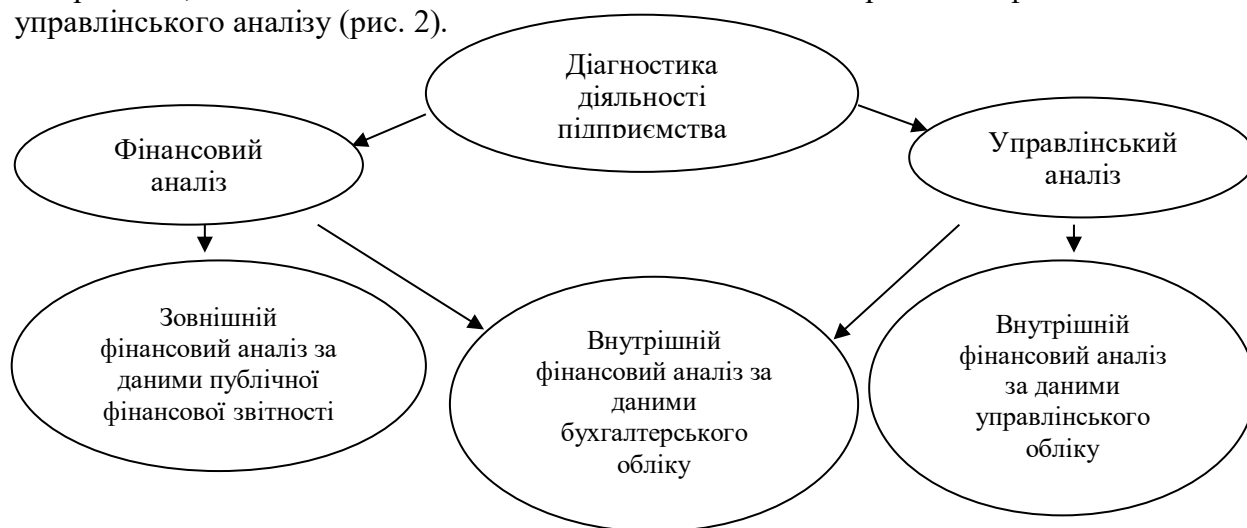 управлінського аналізу (рис. 2).
Діагностика
діяльності
підприємства
Фінансовий
аналіз
Управлінський
аналіз
Зовнішній
фінансовий аналіз за
даними публічної
фінансової звітності
Внутрішній
фінансовий аналіз за
даними
бухгалтерського
обліку
Внутрішній
фінансовий аналіз
за даними
управлінського
обліку